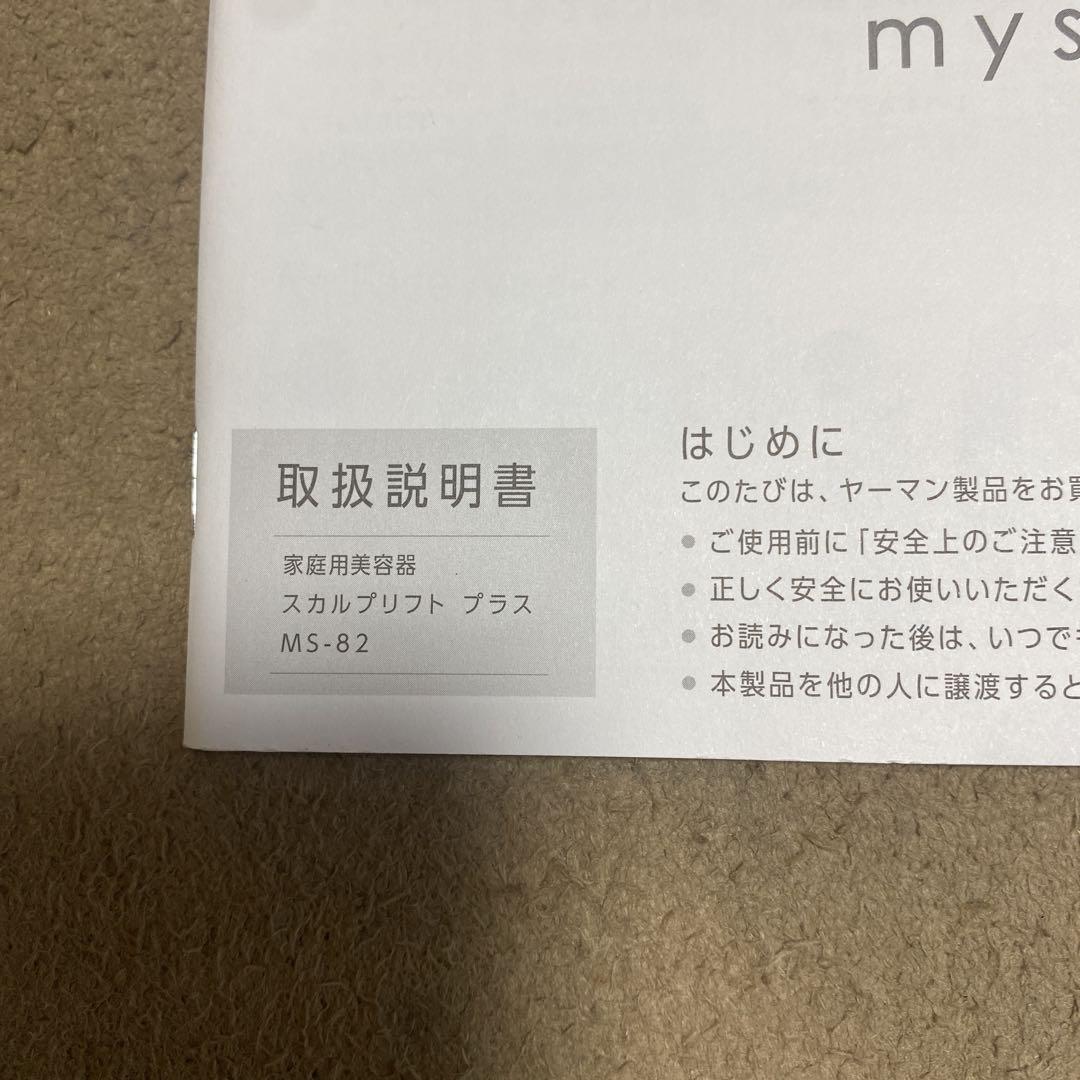 mys
取扱説明書
家庭用美容器
スカルプリフト プラス
MS-82
はじめに
このたびは、ヤーマン製品をお買
ご使用前に「安全上のご注意
正しく安全にお使いいただく
お読みになった後は、いつでも
本製品を他の人に譲渡すると